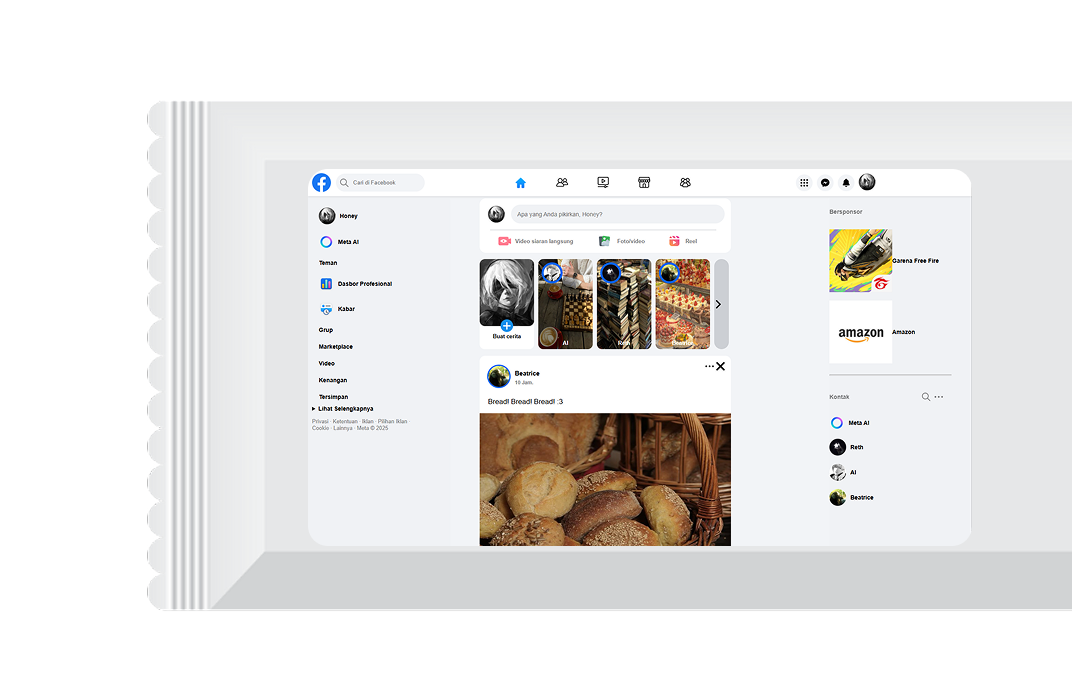 Cari di Facebook
Honey
Meta AI
Teman
Dasbor Profesional
Kabar
Grup
Marketplace
Video
Kenangan
Tersimpan
Lihat Selengkapnya
Privasi · Ketentuan · Iklan · Pilihan Iklan ·
Cookie · Lainnya · Meta © 2025
Apa yang Anda pikirkan, Honey?
Video siaran langsung
Foto/video
Reel
Buat cerita
Al
Reth
Beatrice
Beatrice
10 Jam.
Bread! Bread! Bread! :3
Bersponsor
Garena Free Fire
amazon
Amazon
Kontak
Meta AI
Reth
Al
Beatrice